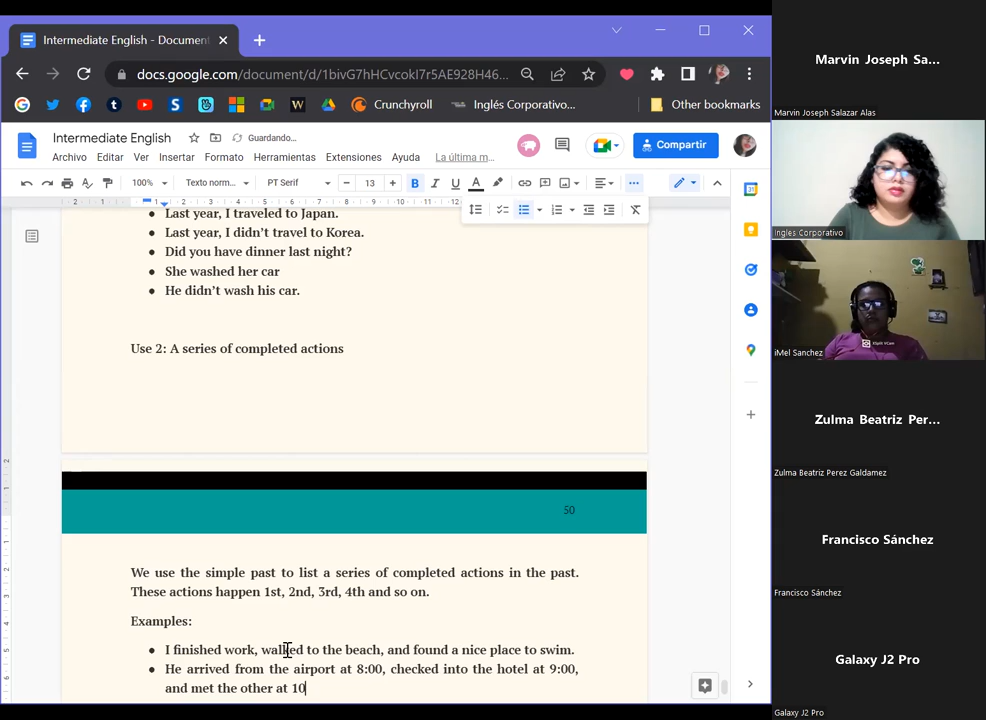 Intermediate English - Document
docs.google.com/document/d/1bivG7hHCvcokI7r5AE928H46...
Crunchyroll
Inglés Corporativo...
Other bookmarks
Intermediate English
Guardando...
Archivo Editar Ver Insertar Formato Herramientas Extensiones Ayuda La última m...
Compartir
100% Texto norm... PT Serif 13
Last year, I traveled to Japan.
Last year, I didn't travel to Korea.
Did you have dinner last night?
She washed her car
He didn't wash his car.
Use 2: A series of completed actions
50
We use the simple past to list a series of completed actions in the past.
These actions happen 1st, 2nd, 3rd, 4th and so on.
Examples:
I finished work, walked to the beach, and found a nice place to swim.
He arrived from the airport at 8:00, checked into the hotel at 9:00,
and met the other at 10
Marvin Joseph Sa...
Marvin Joseph Salazar Alas
Ingles Corporativo
iMel Sanchez
Zulma Beatriz Per...
Zulma Beatriz Perez Galdamez
Francisco Sánchez
Francisco Sánchez
Galaxy J2 Pro
Galaxy J2 Pro